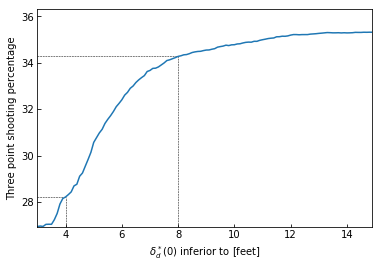 36
34
32
30
28
Three point shooting percentage
4 6 8 10 12 14
$\delta_d^*(0)$ inferior to [feet]